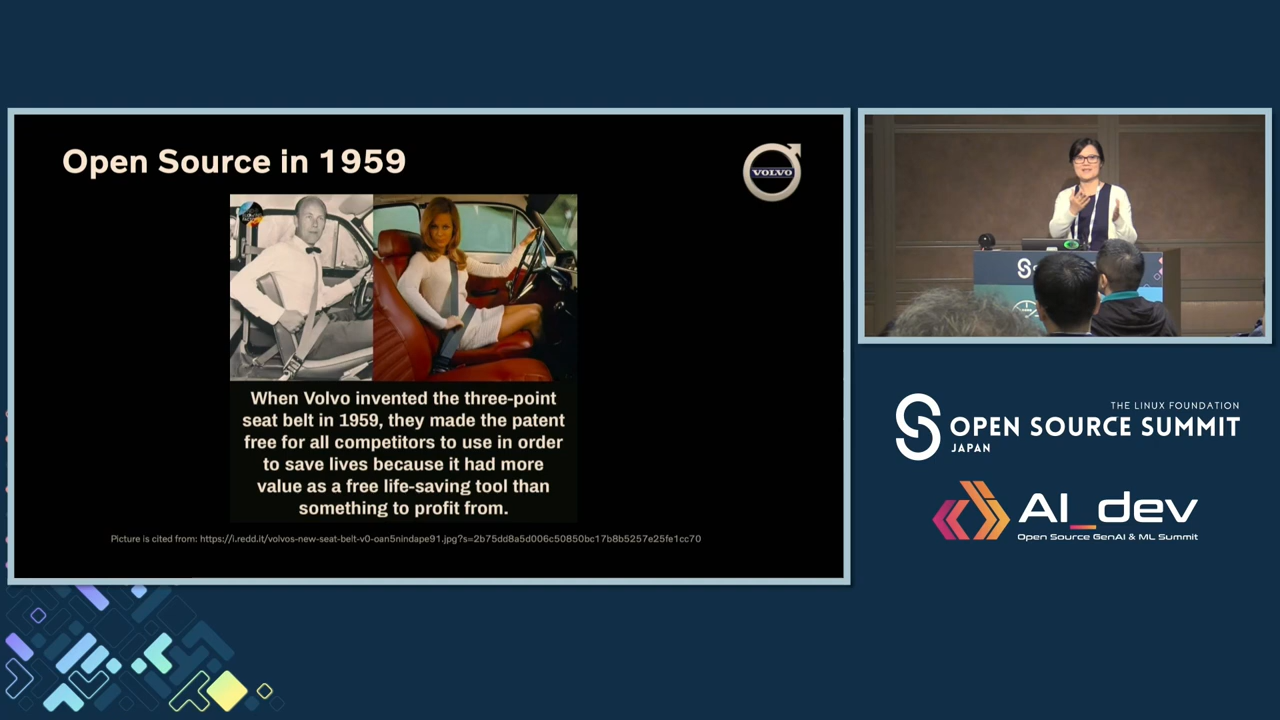 Open Source in 1959
VOLVO
When Volvo invented the three-point
seat belt in 1959, they made the patent
free for all competitors to use in order
to save lives because it had more
value as a free life-saving tool than
something to profit from.
Picture is cited from: https://i.redd.it/volvos-new-seat-belt-v0-oan5nindape91.jpg?s=2b75dd8a5d006c50850bc17b8b5257e25fe1cc70
THE LINUX FOUNDATION
OPEN SOURCE SUMMIT
JAPAN
AI_dev
Open Source GenAI & ML Summit